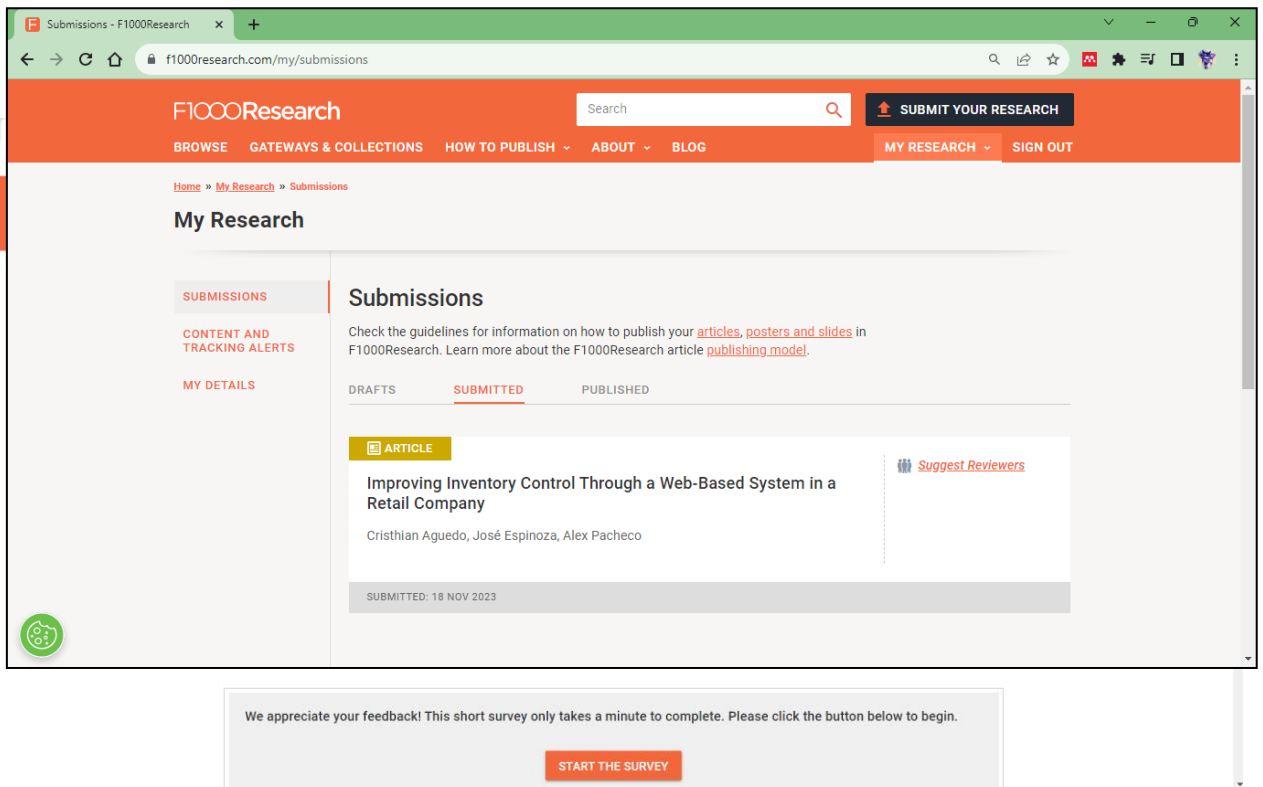 Submissions - F1000Research
f1000research.com/my/submissions
F1000Research
Search
SUBMIT YOUR RESEARCH
BROWSE GATEWAYS & COLLECTIONS HOW TO PUBLISH ABOUT BLOG MY RESEARCH SIGN OUT
Home » My Research » Submissions
My Research
SUBMISSIONS
CONTENT AND
TRACKING ALERTS
MY DETAILS
Submissions
Check the guidelines for information on how to publish your articles, posters and slides in
F1000Research. Learn more about the F1000Research article publishing model.
DRAFTS SUBMITTED PUBLISHED
ARTICLE
Improving Inventory Control Through a Web-Based System in a
Retail Company
Cristhian Aguedo, José Espinoza, Alex Pacheco
Suggest Reviewers
SUBMITTED: 18 NOV 2023
We appreciate your feedback! This short survey only takes a minute to complete. Please click the button below to begin.
START THE SURVEY